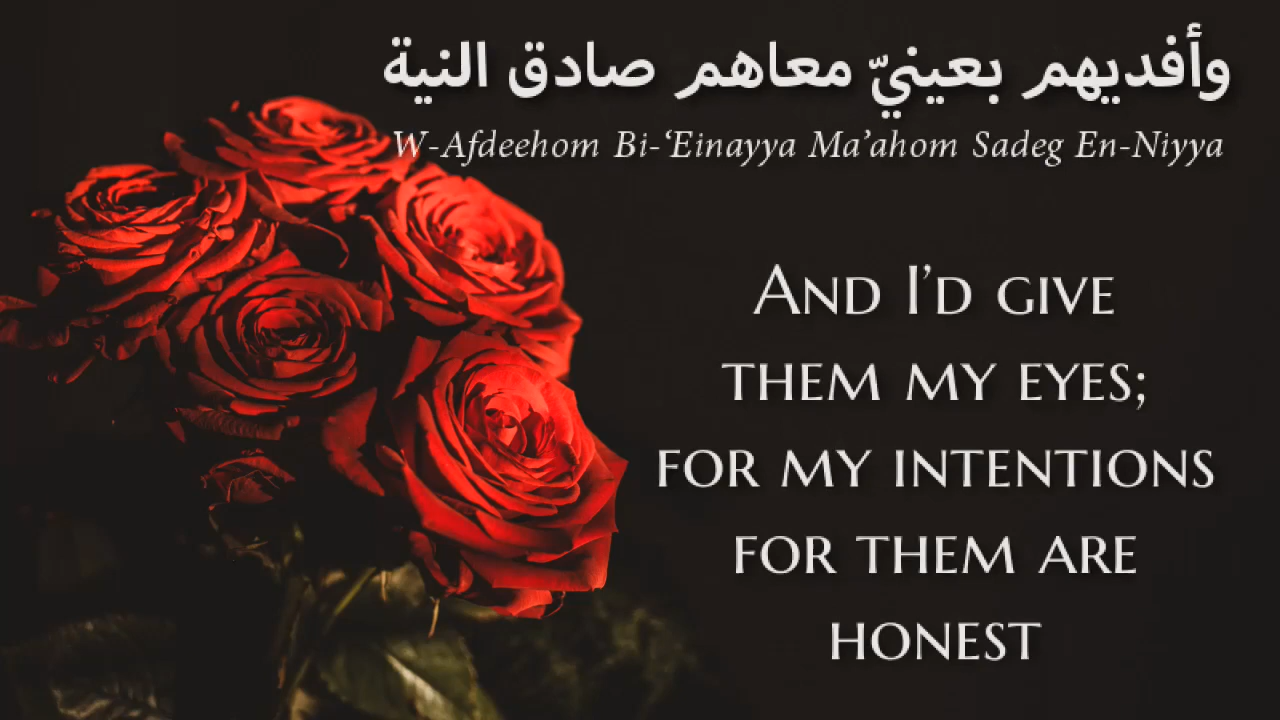 وأفديهم بعينيّ معاهم صادق النية
W-Afdeehom Bi-‘Einayya Ma’ahom Sadeg En-Niyya
And I’d give
them my eyes;
for my intentions
for them are
honest